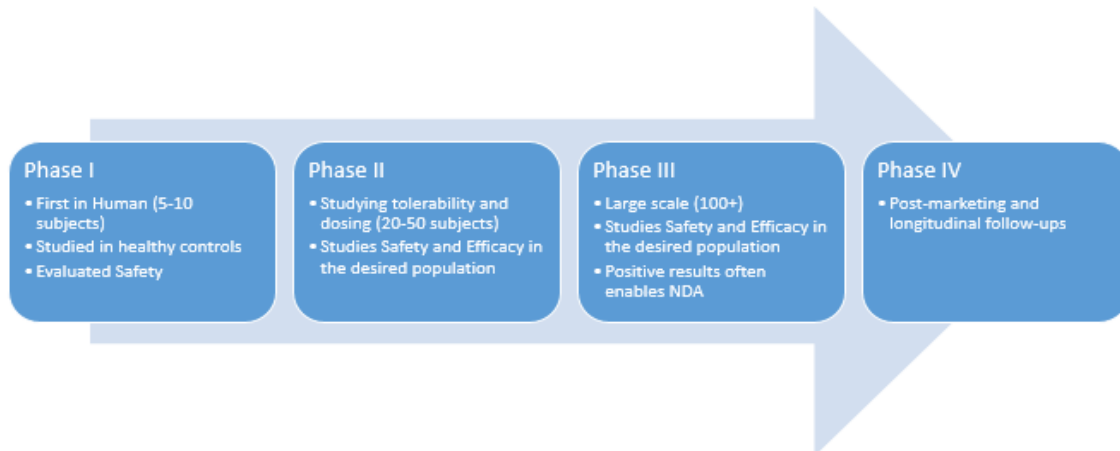 Phase I
• First in Human (5-10
subjects)
• Studied in healthy controls
• Evaluated Safety
Phase II
• Studying tolerability and
dosing (20-50 subjects)
• Studies Safety and Efficacy in
the desired population
Phase III
• Large scale (100+)
• Studies Safety and Efficacy in
the desired population
• Positive results often
enables NDA
Phase IV
• Post-marketing and
longitudinal follow-ups